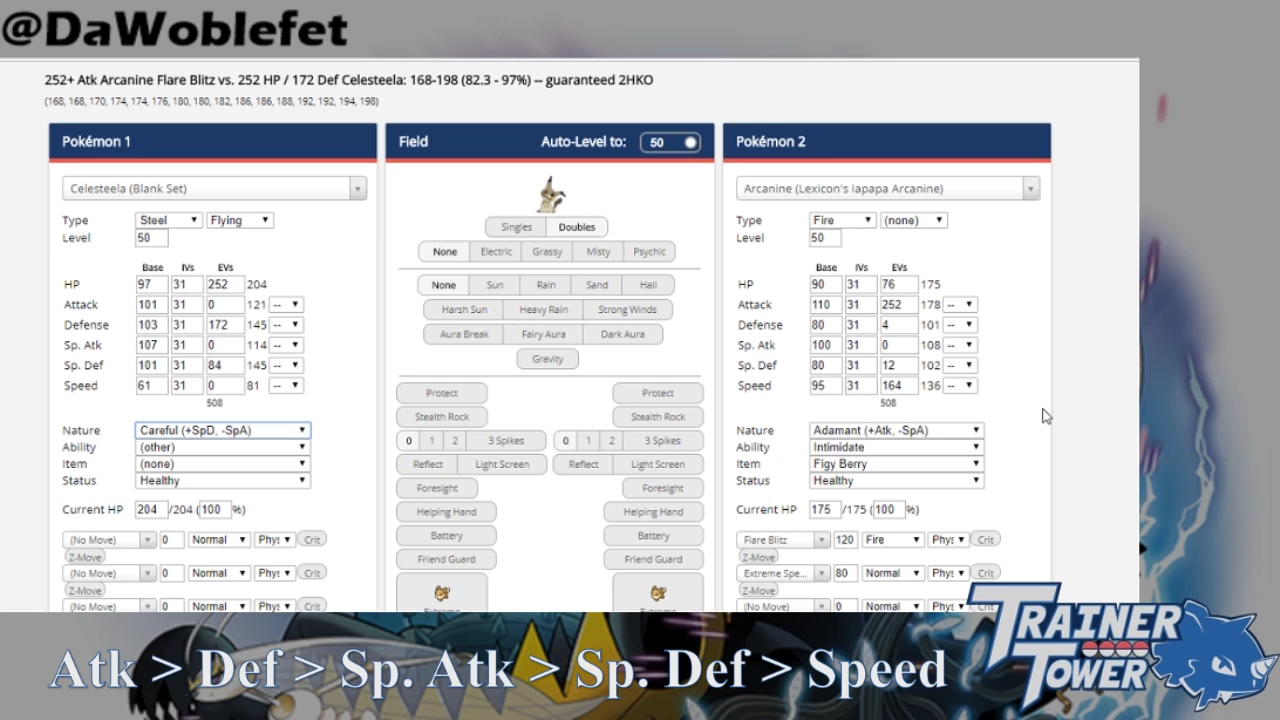 @DaWoblefet
252+ Atk Arcanine Flare Blitz vs. 252 HP / 172 Def Celesteela: 168-198 (82.3 - 97%) -- guaranteed 2HKO
(168, 168, 170, 174, 174, 176, 180, 180, 182, 186, 186, 188, 192, 192, 194, 198)
Pokémon 1
Celesteela (Blank Set)
Type Steel Flying
Level 50
Base IVs EVs
HP 97 31 252 204
Attack 101 31 0 121 --
Defense 103 31 172 145 --
Sp. Atk 107 31 0 114 --
Sp. Def 101 31 84 145 --
Speed 61 31 0 81 --
508
Nature Careful (+SpD, -SpA)
Ability (other)
Item (none)
Status Healthy
Current HP 204 /204 (100 %)
(No Move) 0 Normal Phys Crit
Z-Move
(No Move) 0 Normal Phys Crit
Z-Move
(No Move) 0 Normal Phys Crit
Field Auto-Level to: 50
Singles Doubles
None Electric Grassy Misty Psychic
None Sun Rain Sand Hail
Harsh Sun Heavy Rain Strong Winds
Aura Break Fairy Aura Dark Aura
Gravity
Protect Protect
Stealth Rock Stealth Rock
0 1 2 3 Spikes 0 1 2 3 Spikes
Reflect Light Screen Reflect Light Screen
Foresight Foresight
Helping Hand Helping Hand
Battery Battery
Friend Guard Friend Guard
Extreme Extreme
Pokémon 2
Arcanine (Lexicon's Iapapa Arcanine)
Type Fire (none)
Level 50
Base IVs EVs
HP 90 31 76 175
Attack 110 31 252 178 --
Defense 80 31 4 101 --
Sp. Atk 100 31 0 108 --
Sp. Def 80 31 12 102 --
Speed 95 31 164 136 --
508
Nature Adamant (+Atk, -SpA)
Ability Intimidate
Item Figy Berry
Status Healthy
Current HP 175 /175 (100 %)
Flare Blitz 120 Fire Phys Crit
Z-Move
Extreme Spe... 80 Normal Phys Crit
Z-Move
(No Move) 0 Normal Phys Crit
Atk > Def > Sp. Atk > Sp. Def > Speed
TRAINER
TOWER